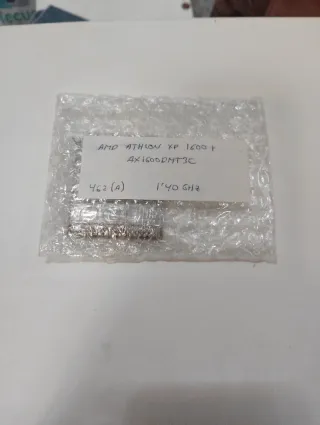 AMD ATHLON XP 1600+
AX1600DMT3C
462 (A) 1'40 GHz